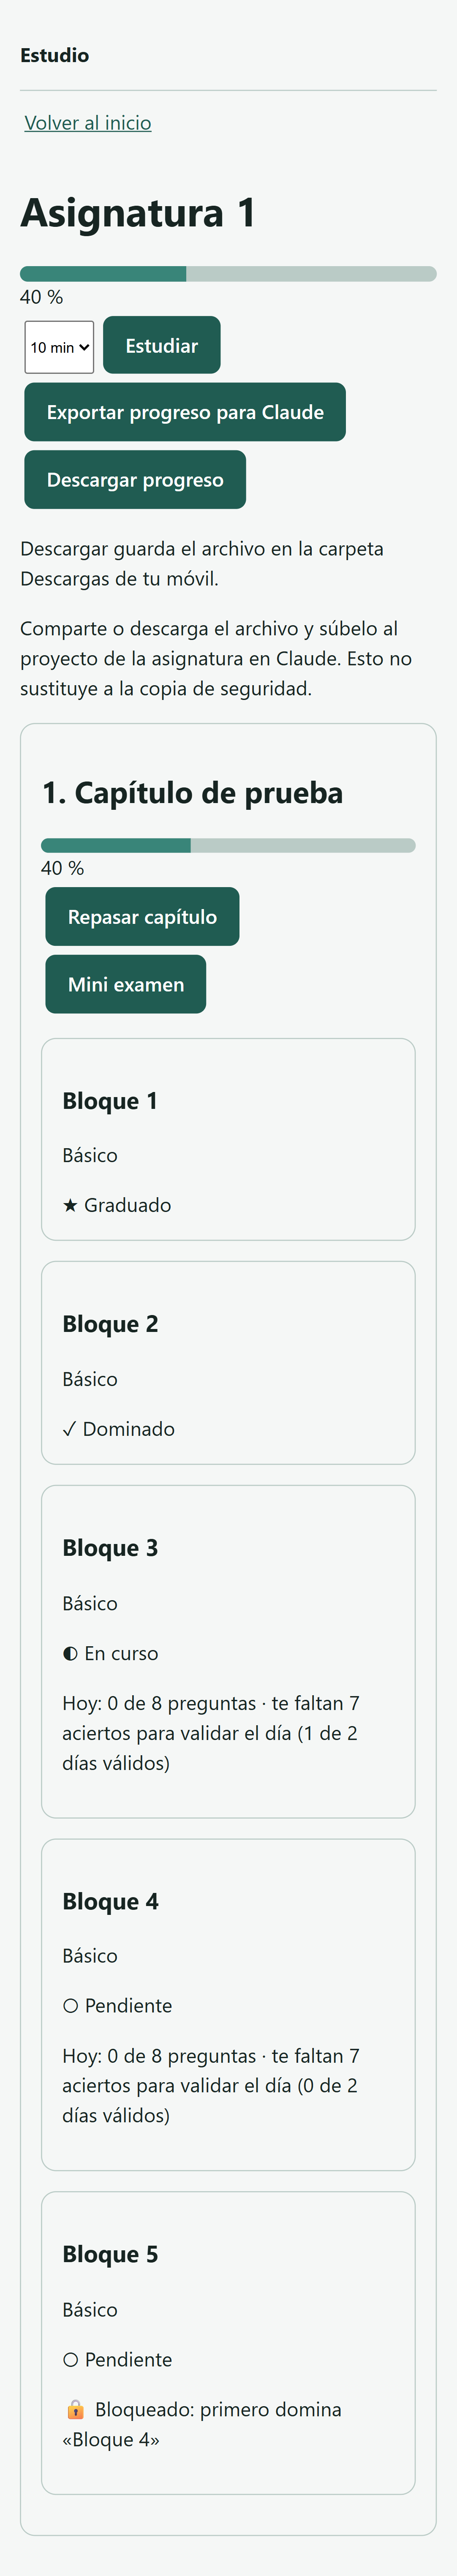 Estudio
Volver al inicio
Asignatura 1
40 %
10 min
Estudiar
Exportar progreso para Claude
Descargar progreso
Descargar guarda el archivo en la carpeta
Descargas de tu móvil.
Comparte o descarga el archivo y súbelo al
proyecto de la asignatura en Claude. Esto no
sustituye a la copia de seguridad.
1. Capítulo de prueba
40 %
Repasar capítulo
Mini examen
Bloque 1
Básico
★ Graduado
Bloque 2
Básico
✓ Dominado
Bloque 3
Básico
◐ En curso
Hoy: 0 de 8 preguntas · te faltan 7
aciertos para validar el día (1 de 2
días válidos)
Bloque 4
Básico
○ Pendiente
Hoy: 0 de 8 preguntas · te faltan 7
aciertos para validar el día (0 de 2
días válidos)
Bloque 5
Básico
○ Pendiente
🔒 Bloqueado: primero domina
«Bloque 4»